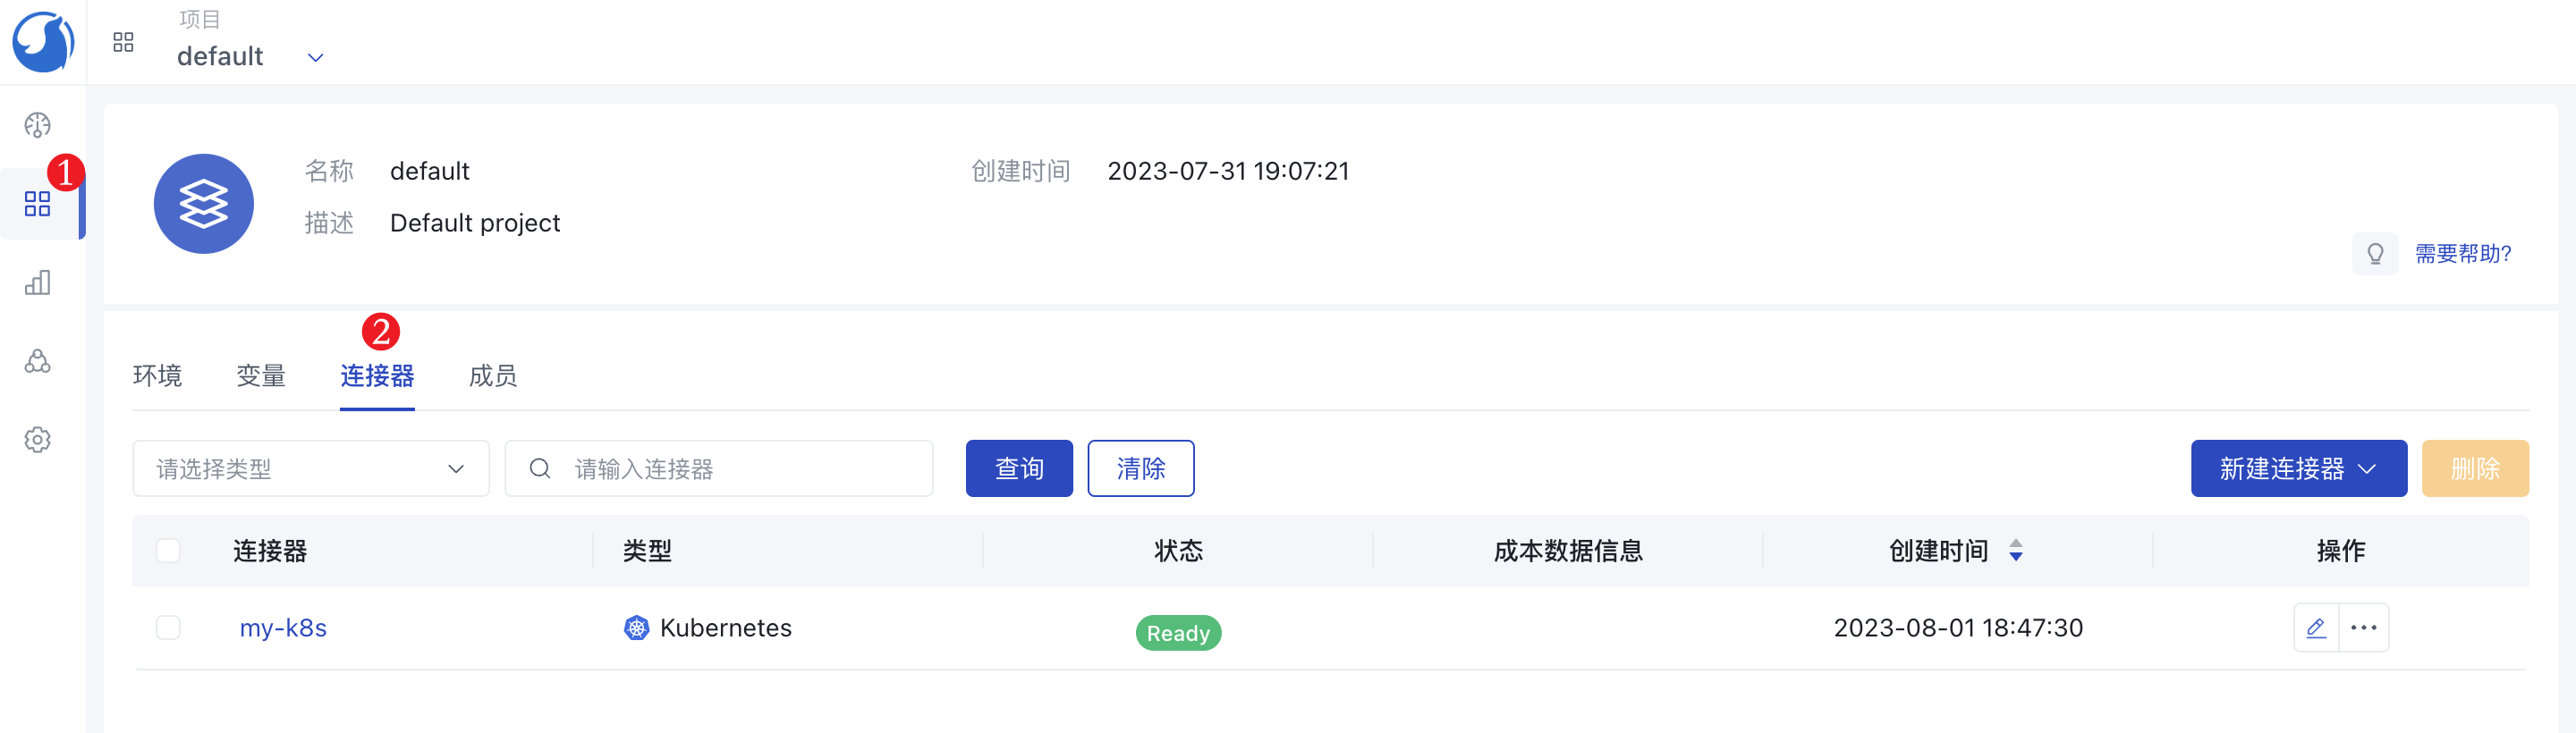 项目
default
1
名称 default 创建时间 2023-07-31 19:07:21
描述 Default project
需要帮助?
2
环境 变量 连接器 成员
请选择类型 请输入连接器 查询 清除 新建连接器 删除
连接器 类型 状态 成本数据信息 创建时间 操作
my-k8s Kubernetes Ready 2023-08-01 18:47:30